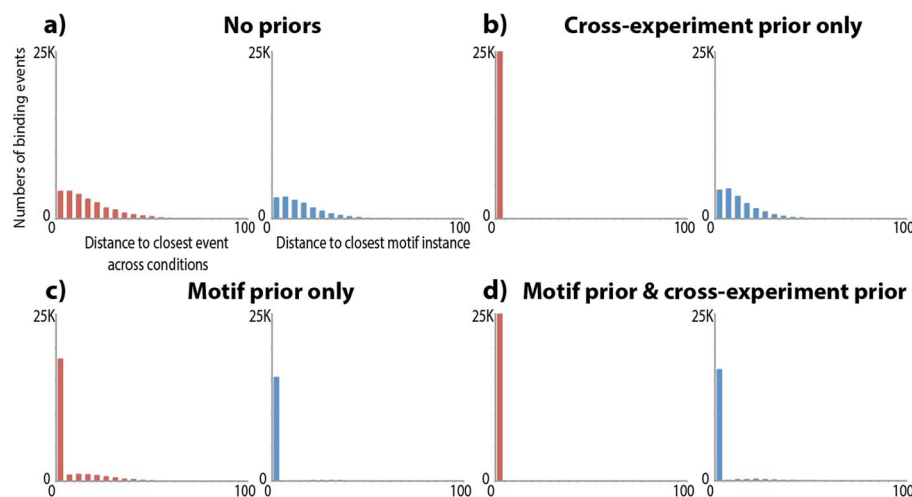 a) No priors
25K
25K
Numbers of binding events
0
0
0
100
0
100
Distance to closest event
across conditions
Distance to closest motif instance
b) Cross-experiment prior only
25K
25K
0
0
0
100
0
100
c) Motif prior only
25K
25K
0
0
0
100
0
100
d) Motif prior & cross-experiment prior
25K
25K
0
0
0
100
0
100